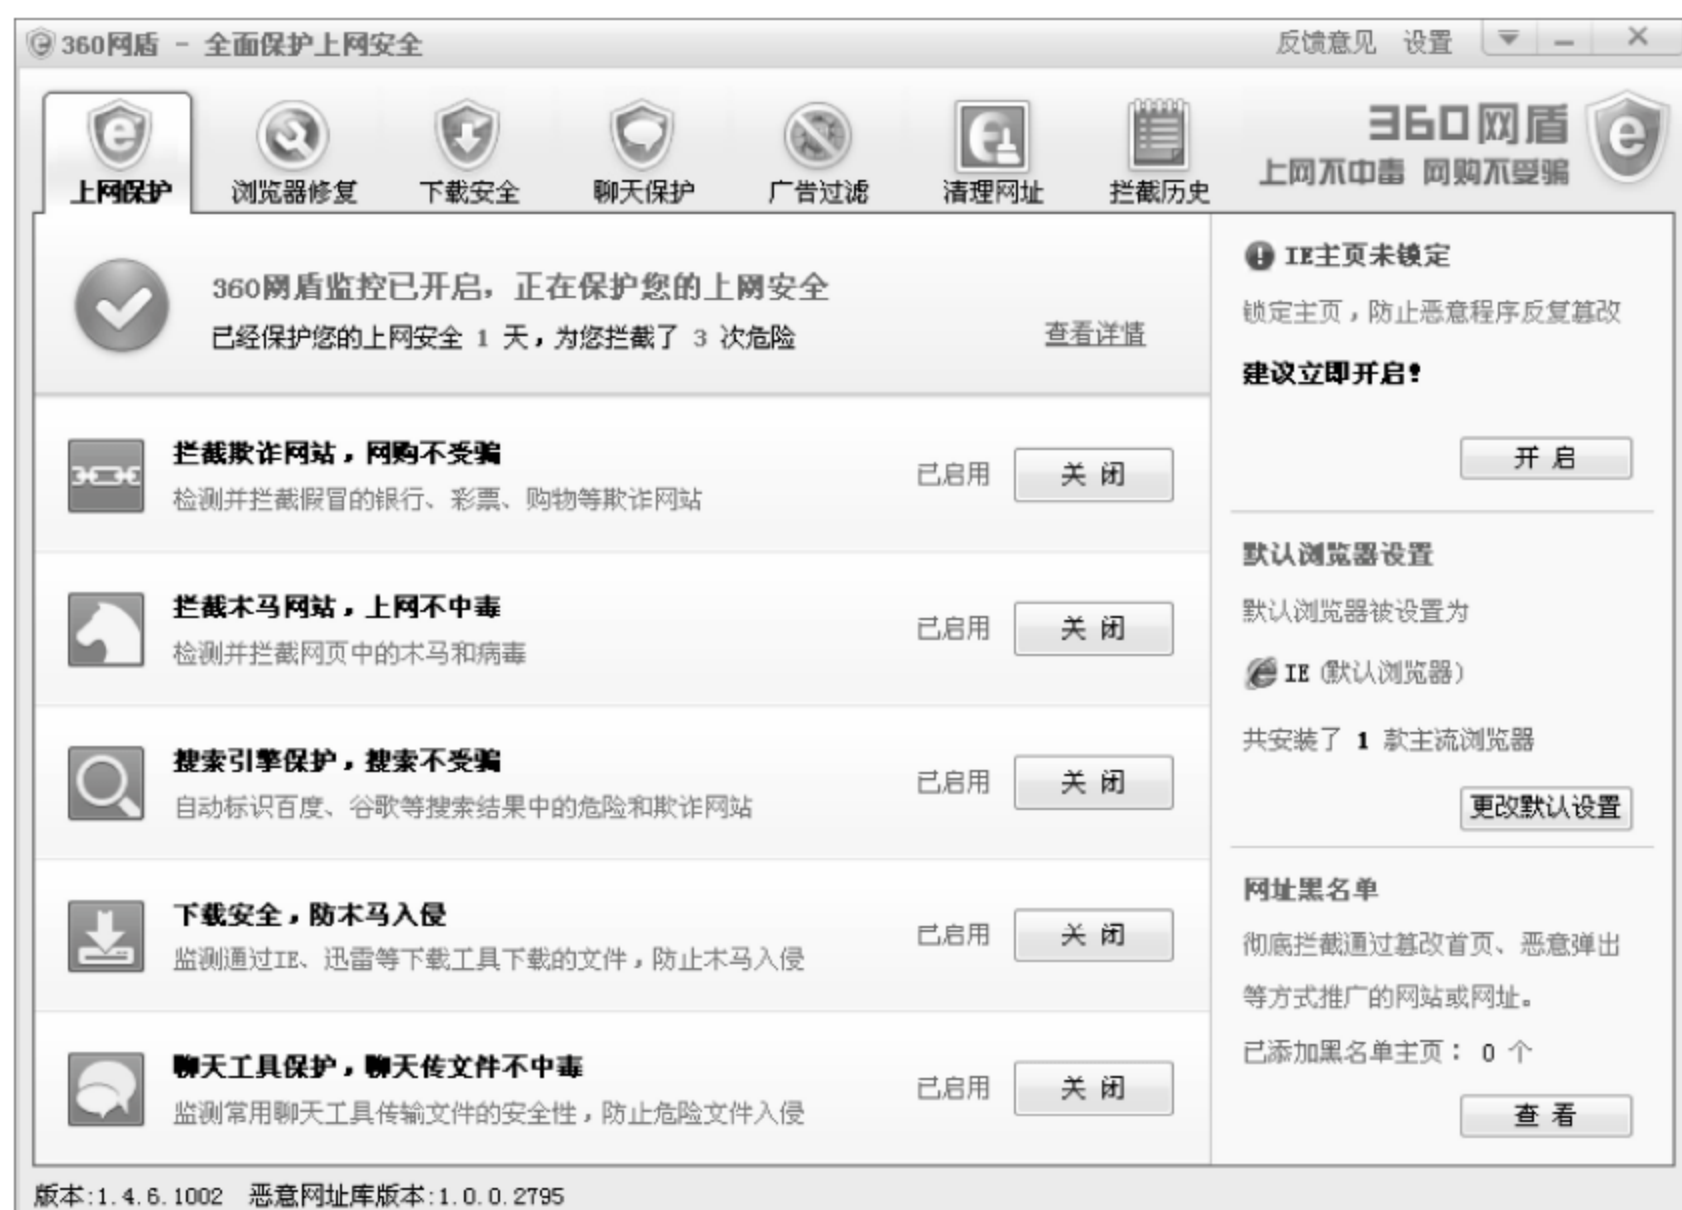 360网盾 - 全面保护上网安全
反馈意见 设置
上网保护 浏览器修复 下载安全 聊天保护 广告过滤 清理网址 拦截历史
360网盾
上网不中毒 网购不受骗
360网盾监控已开启，正在保护您的上网安全
已经保护您的上网安全 1 天，为您拦截了 3 次危险
查看详情
拦截欺诈网站，网购不受骗
检测并拦截假冒的银行、彩票、购物等欺诈网站
已启用 关闭
拦截木马网站，上网不中毒
检测并拦截网页中的木马和病毒
已启用 关闭
搜索引擎保护，搜索不受骗
自动标识百度、谷歌等搜索结果中的危险和欺诈网站
已启用 关闭
下载安全，防木马入侵
监测通过IE、迅雷等下载工具下载的文件，防止木马入侵
已启用 关闭
聊天工具保护，聊天传文件不中毒
监测常用聊天工具传输文件的安全性，防止危险文件入侵
已启用 关闭
IE主页未锁定
锁定主页，防止恶意程序反复篡改
建议立即开启！
开启
默认浏览器设置
默认浏览器被设置为
IE（默认浏览器）
共安装了 1 款主流浏览器
更改默认设置
网址黑名单
彻底拦截通过篡改首页、恶意弹出
等方式推广的网站或网址。
已添加黑名单主页： 0 个
查看
版本:1.4.6.1002 恶意网址库版本:1.0.0.2795